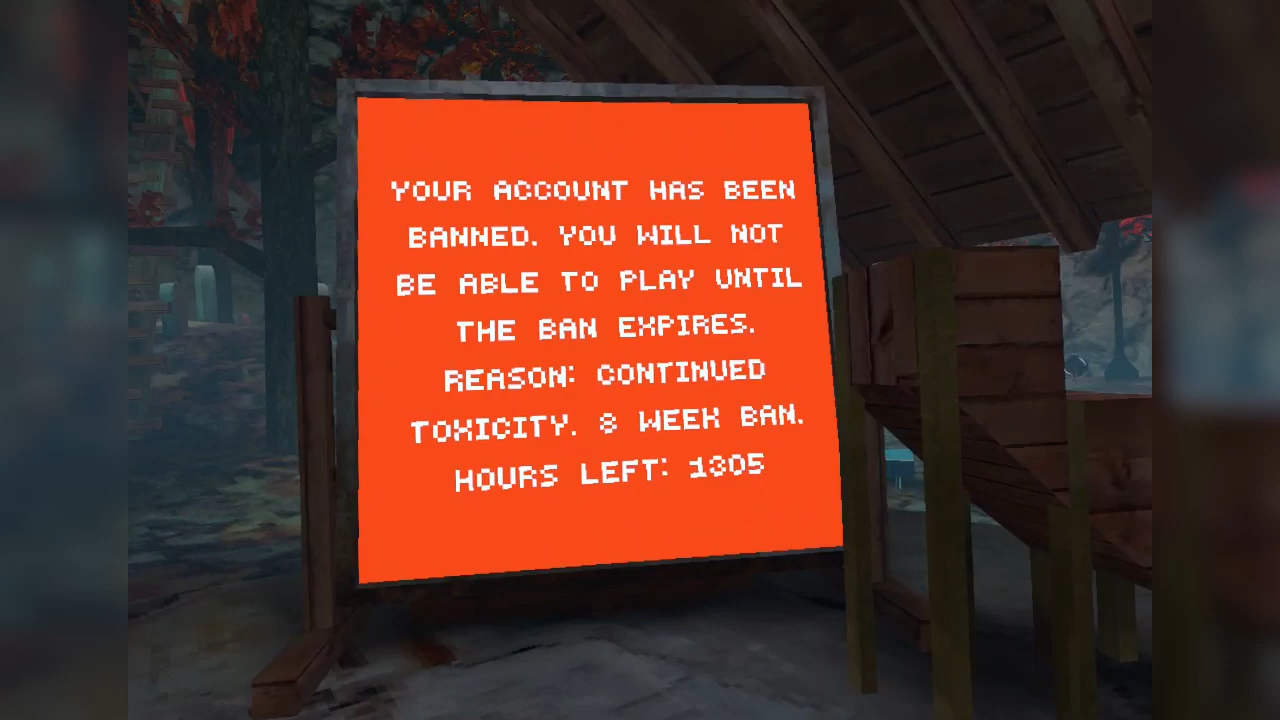 YOUR ACCOUNT HAS BEEN
BANNED. YOU WILL NOT
BE ABLE TO PLAY UNTIL
THE BAN EXPIRES.
REASON: CONTINUED
TOXICITY. 8 WEEK BAN.
HOURS LEFT: 1305